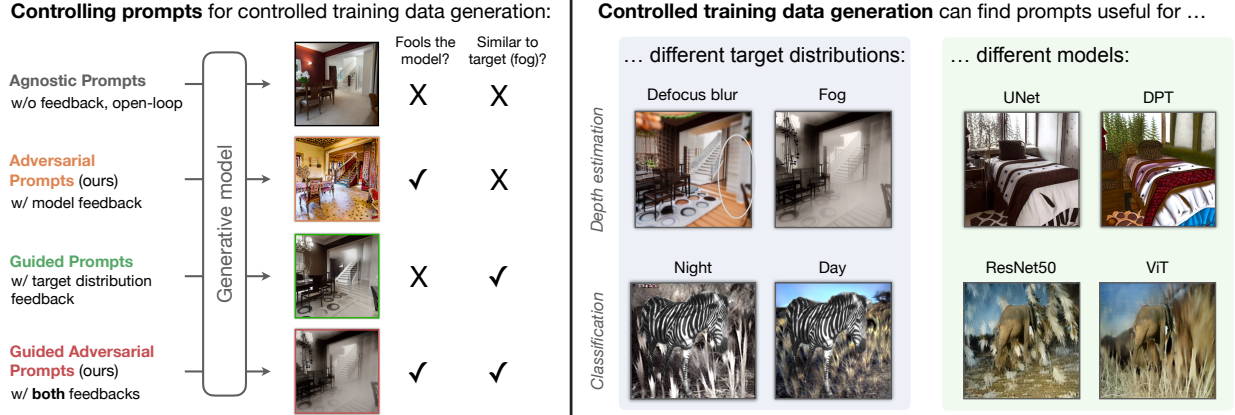 Controlling prompts for controlled training data generation:
Fools the
model?
Similar to
target (fog)?
Agnostic Prompts
w/o feedback, open-loop
X
X
Adversarial
Prompts (ours)
w/ model feedback
✓
X
Guided Prompts
w/ target distribution
feedback
X
✓
Guided Adversarial
Prompts (ours)
w/ both feedbacks
✓
✓
Generative model
Controlled training data generation can find prompts useful for …
… different target distributions:
… different models:
Depth estimation
Defocus blur
Fog
UNet
DPT
Classification
Night
Day
ResNet50
ViT